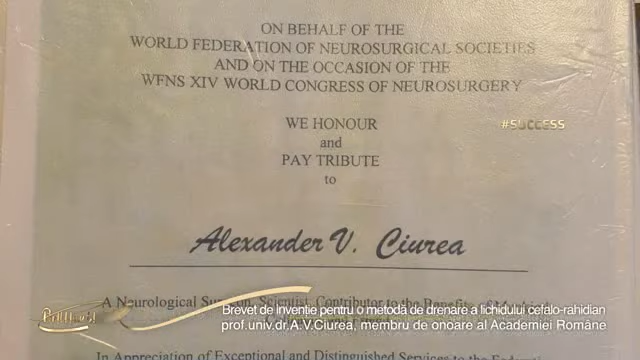 ON BEHALF OF THE
WORLD FEDERATION OF NEUROSURGICAL SOCIETIES
AND ON THE OCCASION OF THE
WFNS XIV WORLD CONGRESS OF NEUROSURGERY
WE HONOUR
#SUCCESS
and
PAY TRIBUTE
to
Alexander V. Ciurea
A Neurological Surgeon, Scientist, Contributor to the Benefit of
Brevet de invenție pentru o metodă de drenare a lichidului cefalo-rahidian
prof.univ.dr.A.V.Ciurea, membru de onoare al Academiei Române
In Appreciation of Exceptional and Distinguished Services to the